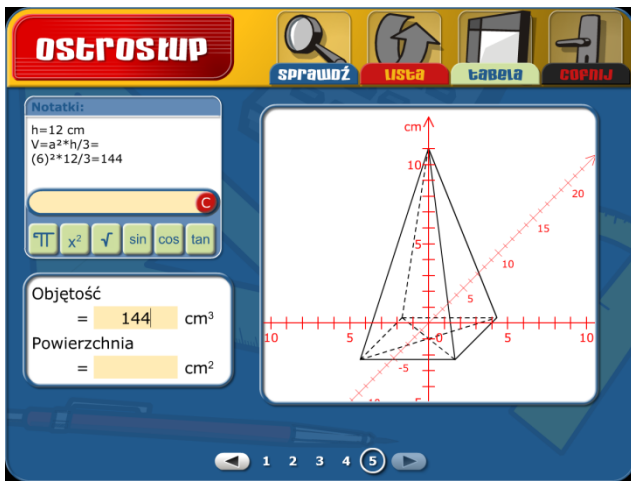 OSTROSŁUP
SPRAWDŹ
LISTA
TABELA
COFNIJ
Notatki:
h=12 cm
V=a²*h/3=
(6)²*12/3=144
C
π
x²
√
sin
cos
tan
Objętość
= 144 cm³
Powierzchnia
= cm²
cm
10
20
15
5
10
5
10
5
0
5
10
-5
-10
-5
1 2 3 4 5